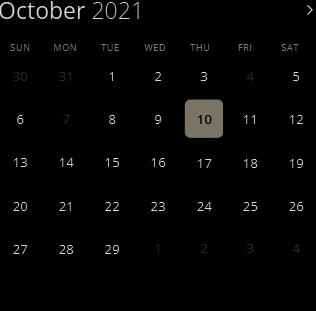 October 2021
SUN MON TUE WED THU FRI SAT
30 31 1 2 3 4 5
6 7 8 9 10 11 12
13 14 15 16 17 18 19
20 21 22 23 24 25 26
27 28 29 1 2 3 4